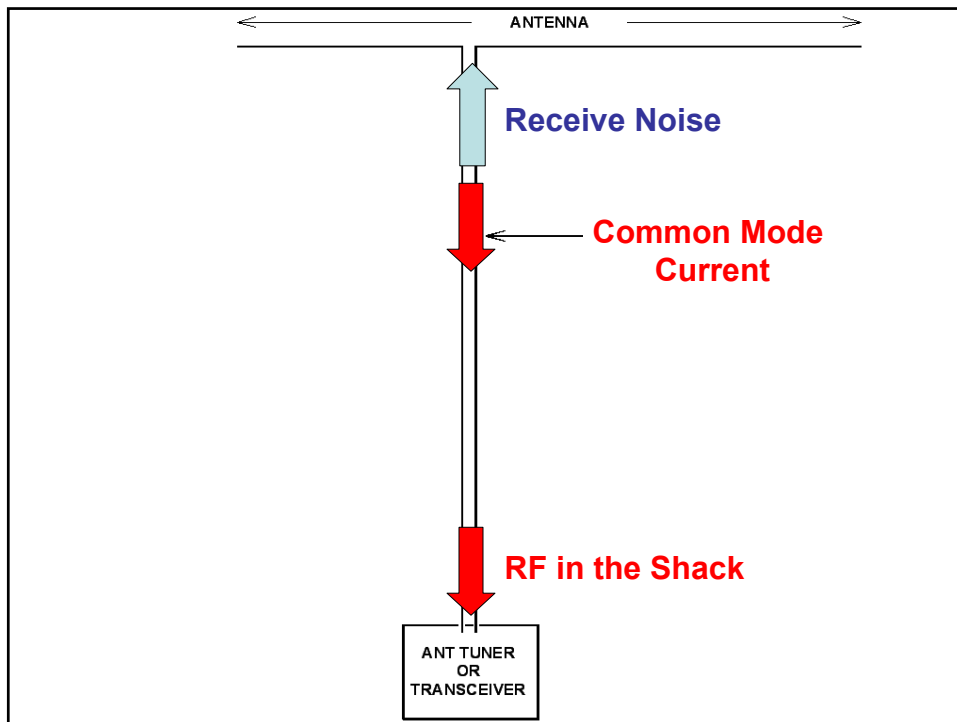 ANTENNA
Receive Noise
Common Mode
Current
RF in the Shack
ANT TUNER
OR
TRANSCEIVER